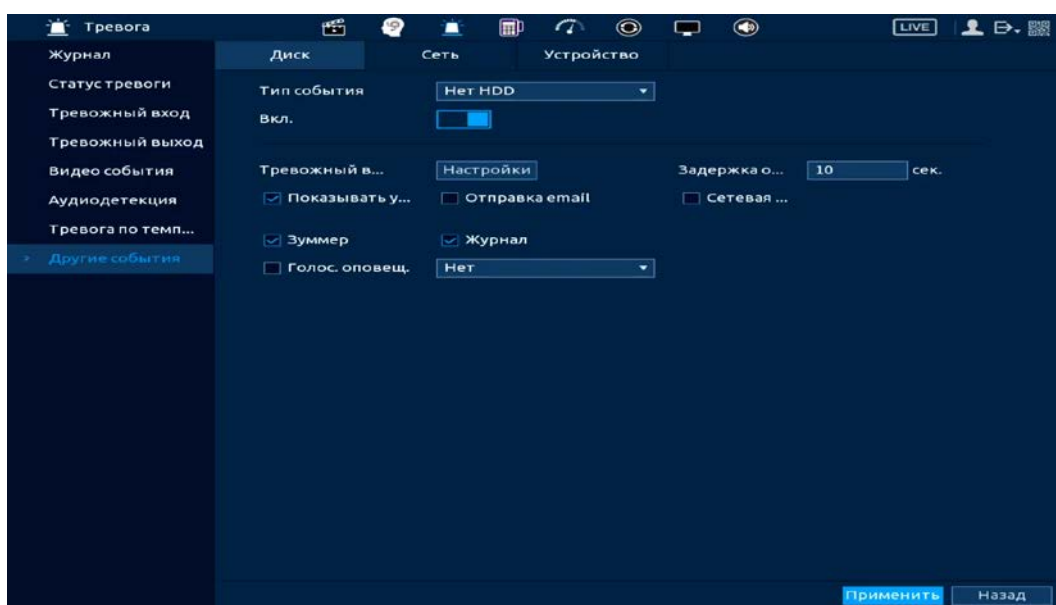 Тревога LIVE
Журнал
Диск Сеть Устройство
Статус тревоги
Тип события Нет HDD
Тревожный вход
Вкл.
Тревожный выход
Видео события
Тревожный в... Настройки Задержка о... 10 сек.
Аудиодетекция
Показывать у... Отправка email Сетевая ...
Тревога по темп...
Зуммер Журнал
Другие события
Голос. оповещ. Нет
Применить Назад